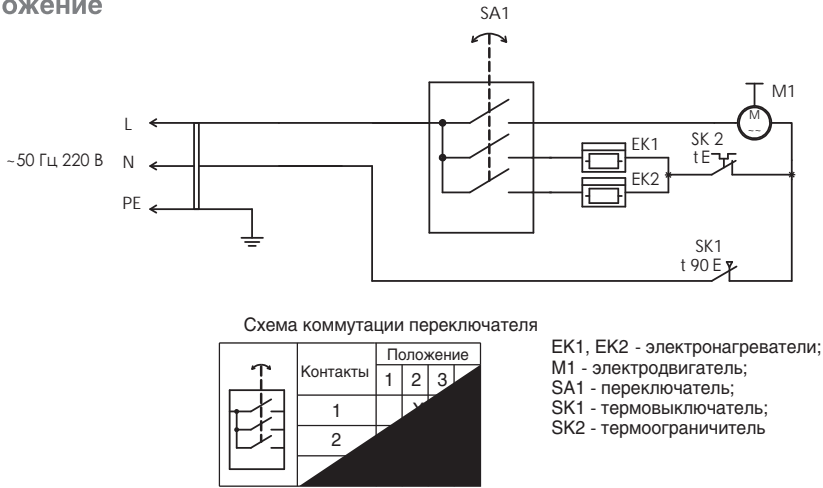 SA1
M1
M
~~
L
~50 Гц 220 В
N
PE
EK1
EK2
SK 2
t E
SK1
t 90 E
Схема коммутации переключателя
Контакты
Положение
1 2 3
1
2
EK1, EK2 - электронагреватели;
M1 - электродвигатель;
SA1 - переключатель;
SK1 - термовыключатель;
SK2 - термоограничитель